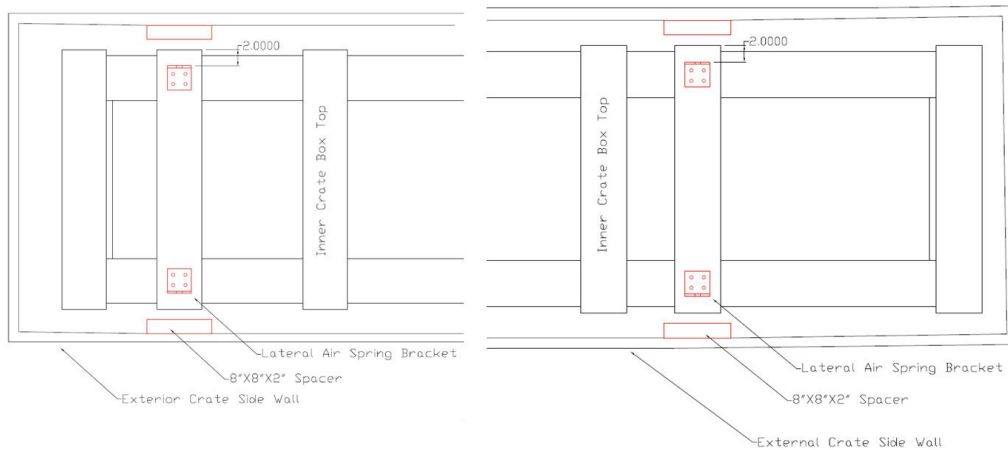 2.0000
Inner Crate Box Top
Lateral Air Spring Bracket
8"X8"X2" Spacer
Exterior Crate Side Wall
2.0000
Inner Crate Box Top
Lateral Air Spring Bracket
8"X8"X2" Spacer
External Crate Side Wall